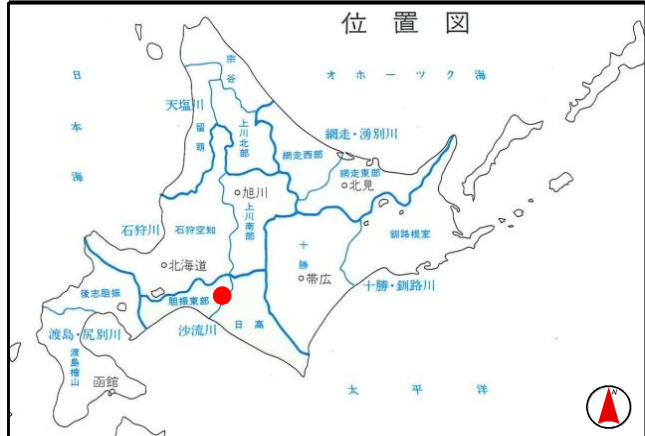 位置図
宗谷
日本海
オホーツク海
天塩川
留萌
上川北部
網走・湧別川
網走西部
網走東部
北見
旭川
石狩川
石狩空知
上川南部
釧路根室
十勝
北海道
帯広
十勝・釧路川
後志胆振
胆振東部
日高
沙流川
渡島・尻別川
渡島檜山
函館
太平洋
N